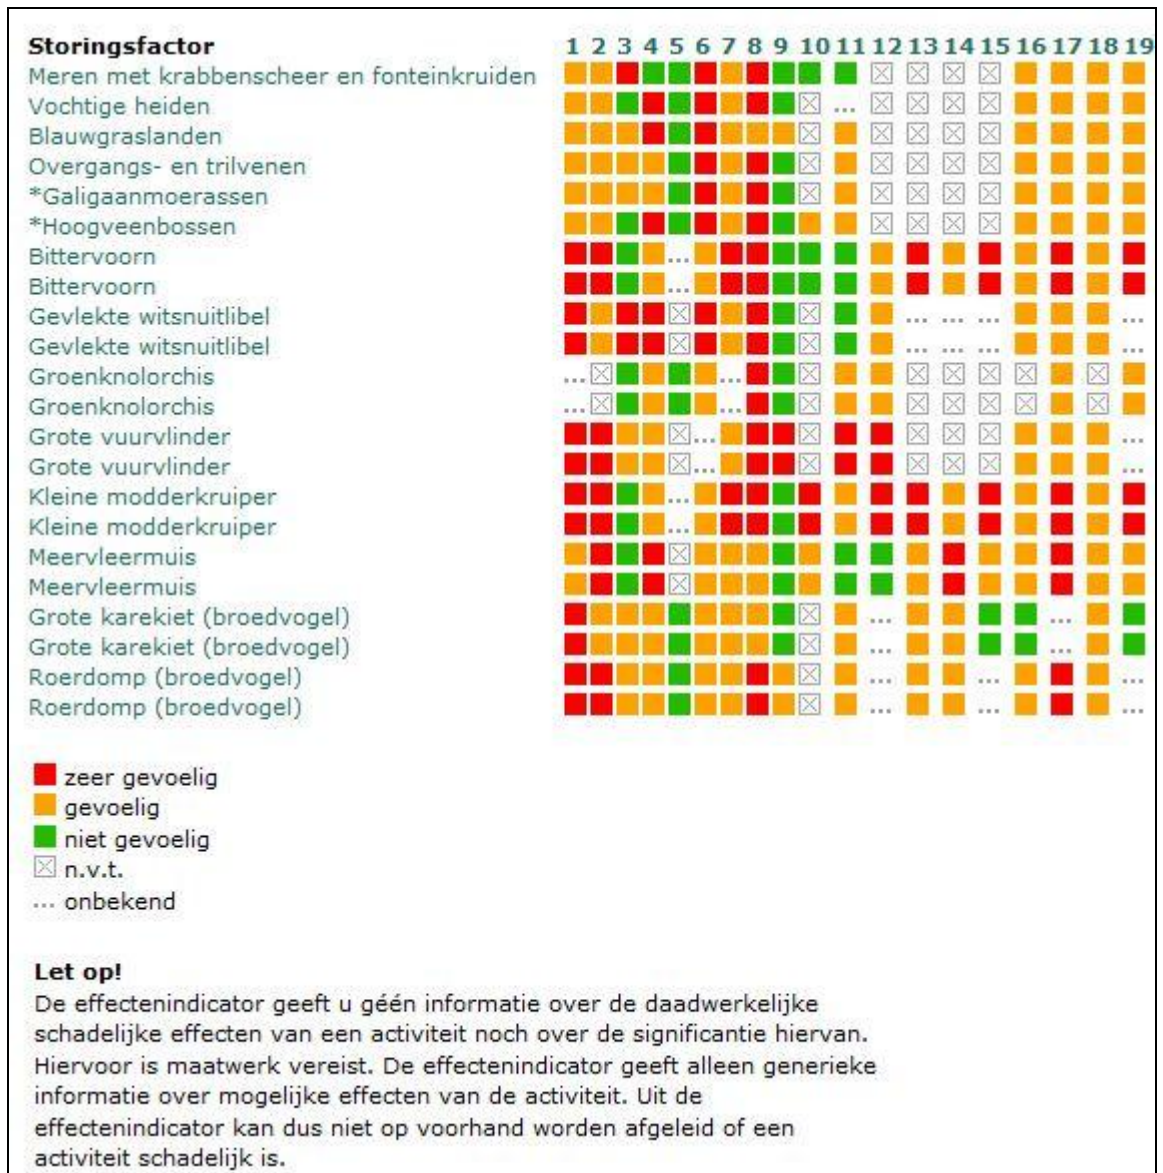 Storingsfactor 1 2 3 4 5 6 7 8 9 10 11 12 13 14 15 16 17 18 19
Meren met krabbenscheer en fonteinkruiden
Vochtige heiden ...
Blauwgraslanden
Overgangs- en trilvenen
*Galigaanmoerassen
*Hoogveenbossen
Bittervoorn ...
Bittervoorn ...
Gevlekte witsnuitlibel ... ... ... ...
Gevlekte witsnuitlibel ... ... ... ...
Groenknolorchis ... ...
Groenknolorchis ... ...
Grote vuurvlinder ... ...
Grote vuurvlinder ... ...
Kleine modderkruiper ...
Kleine modderkruiper ...
Meervleermuis
Meervleermuis
Grote karekiet (broedvogel) ... ...
Grote karekiet (broedvogel) ... ...
Roerdomp (broedvogel) ... ... ...
Roerdomp (broedvogel) ... ... ...
zeer gevoelig
gevoelig
niet gevoelig
n.v.t.
... onbekend
Let op!
De effectenindicator geeft u géén informatie over de daadwerkelijke
schadelijke effecten van een activiteit noch over de significantie hiervan.
Hiervoor is maatwerk vereist. De effectenindicator geeft alleen generieke
informatie over mogelijke effecten van de activiteit. Uit de
effectenindicator kan dus niet op voorhand worden afgeleid of een
activiteit schadelijk is.